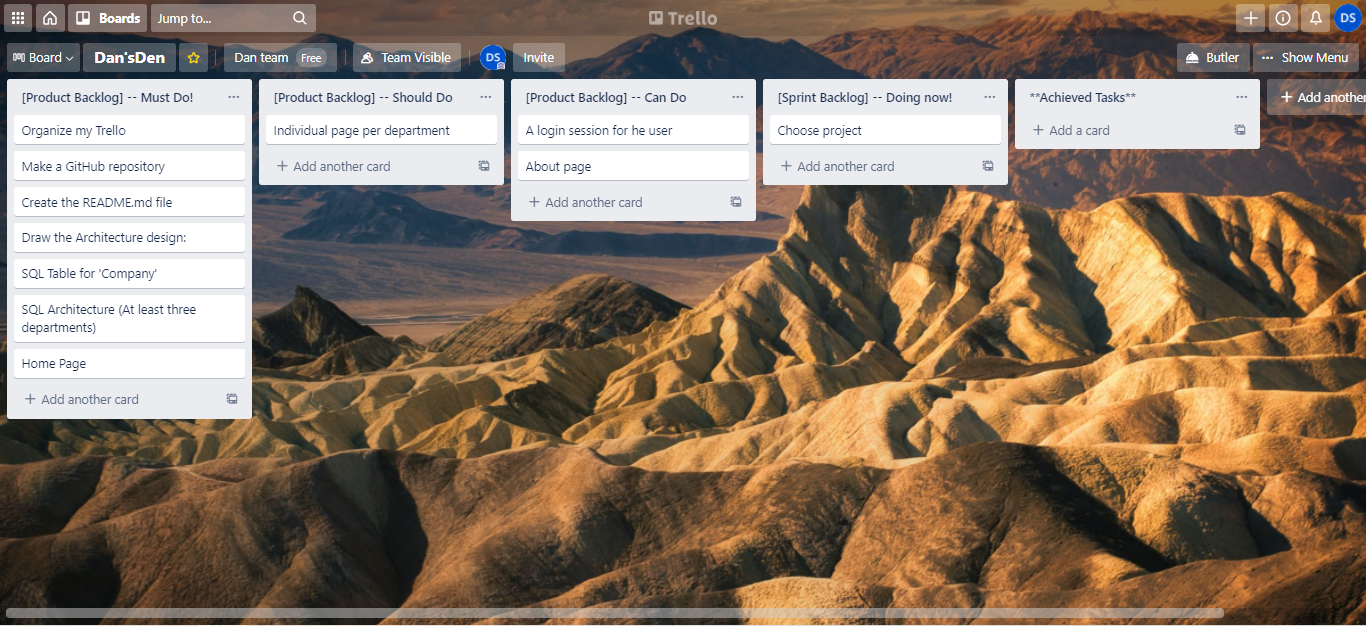 Boards
Jump to...
Trello
DS
Board
Dan'sDen
Dan team Free
Team Visible
DS
Invite
Butler
··· Show Menu
[Product Backlog] -- Must Do! ···
Organize my Trello
Make a GitHub repository
Create the README.md file
Draw the Architecture design:
SQL Table for 'Company'
SQL Architecture (At least three
departments)
Home Page
+ Add another card
[Product Backlog] -- Should Do ···
Individual page per department
+ Add another card
[Product Backlog] -- Can Do ···
A login session for he user
About page
+ Add another card
[Sprint Backlog] -- Doing now! ···
Choose project
+ Add another card
**Achieved Tasks** ···
+ Add a card
+ Add another